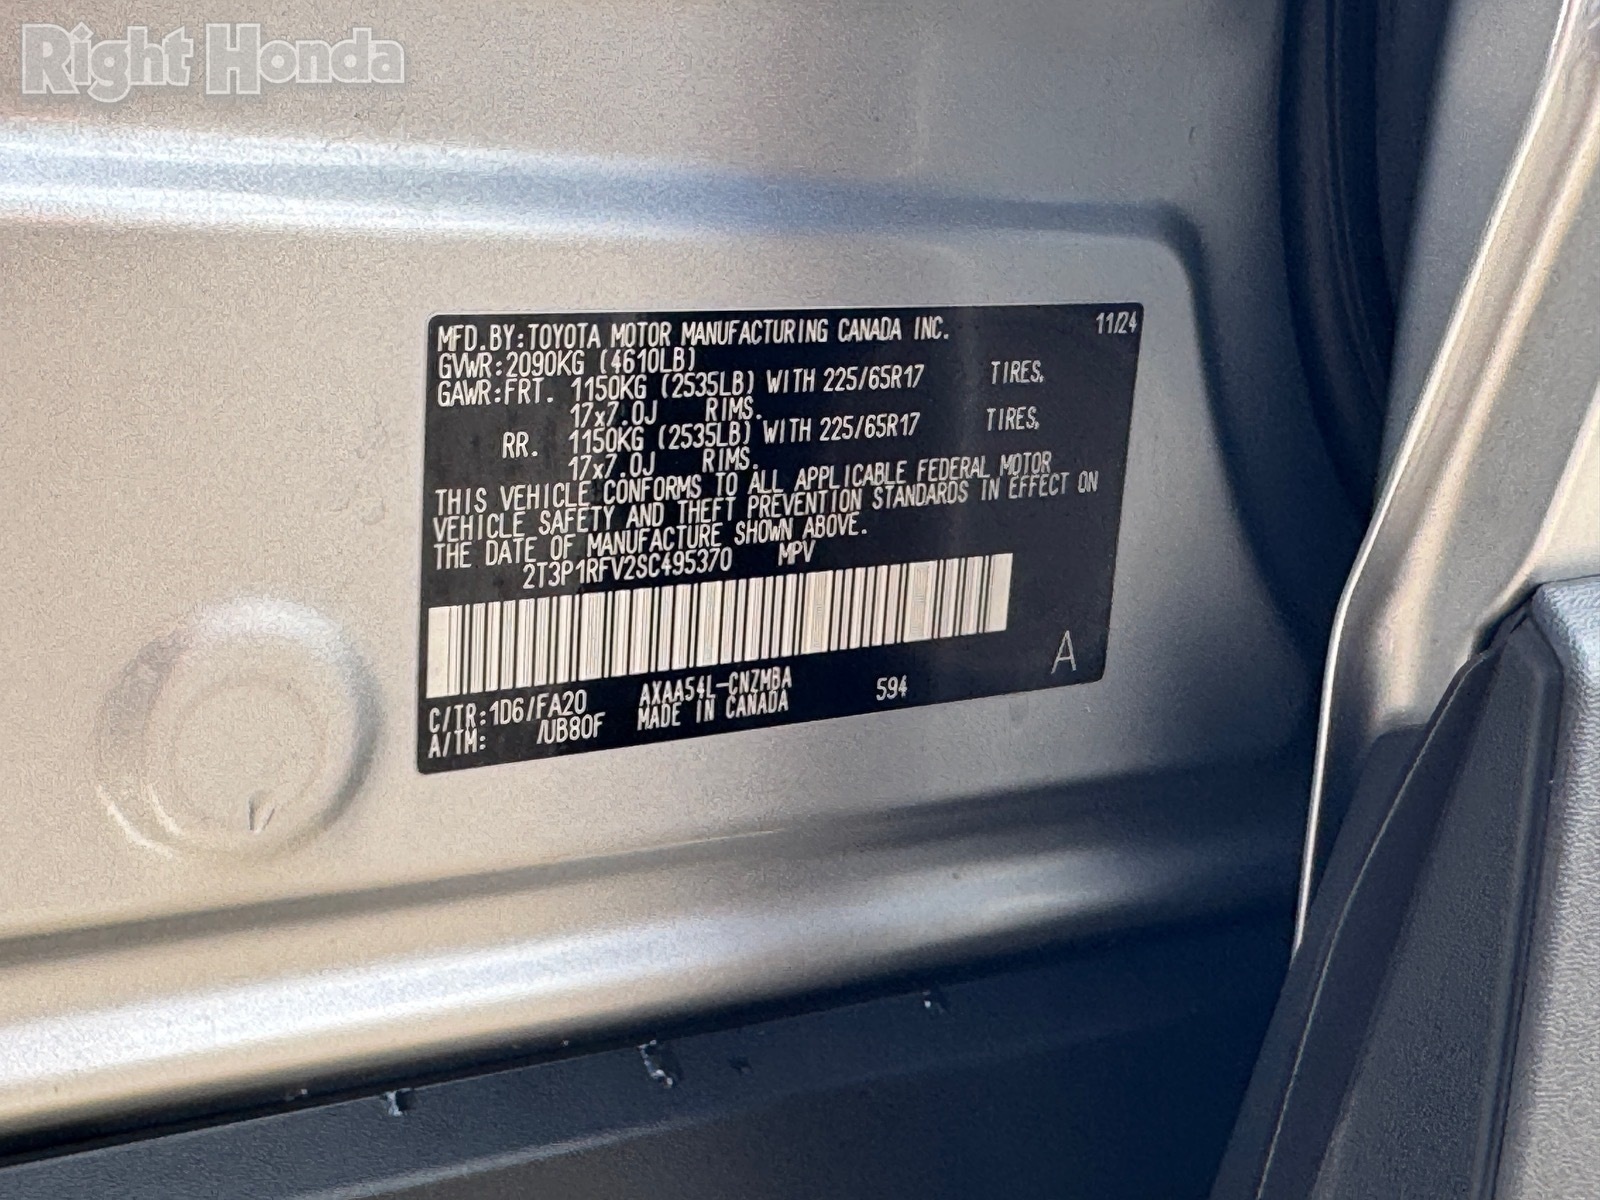 Right Honda
MFD.BY:TOYOTA MOTOR MANUFACTURING CANADA INC. 11/24
GVWR:2090KG (4610LB)
GAWR:FRT. 1150KG (2535LB) WITH 225/65R17 TIRES,
17x7.0J RIMS.
RR. 1150KG (2535LB) WITH 225/65R17 TIRES,
17x7.0J RIMS.
THIS VEHICLE CONFORMS TO ALL APPLICABLE FEDERAL MOTOR
VEHICLE SAFETY AND THEFT PREVENTION STANDARDS IN EFFECT ON
THE DATE OF MANUFACTURE SHOWN ABOVE.
2T3P1RFV2SC495370 MPV
A
C/TR:1D6/FA20 AXAA54L-CNZMBA 594
A/TM: /UB80F MADE IN CANADA